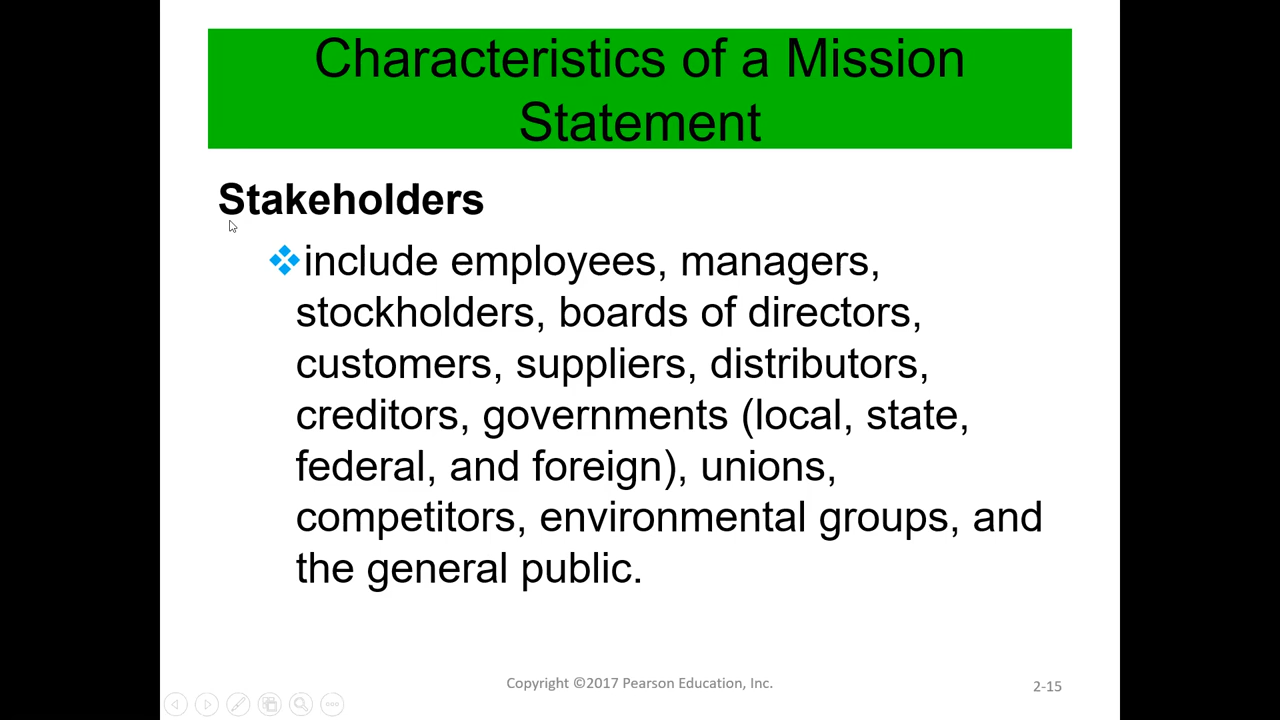 Characteristics of a Mission
Statement
Stakeholders
include employees, managers,
stockholders, boards of directors,
customers, suppliers, distributors,
creditors, governments (local, state,
federal, and foreign), unions,
competitors, environmental groups, and
the general public.
Copyright ©2017 Pearson Education, Inc.
2-15